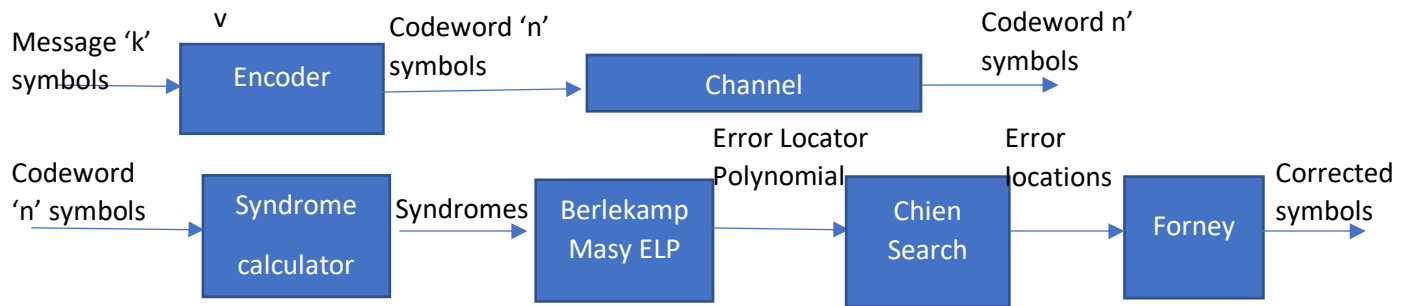 v
Message ‘k’
symbols
Encoder
Codeword ‘n’
symbols
Channel
Codeword n’
symbols
Codeword
‘n’ symbols
Syndrome
calculator
Syndromes
Berlekamp
Masy ELP
Error Locator
Polynomial
Chien
Search
Error
locations
Forney
Corrected
symbols